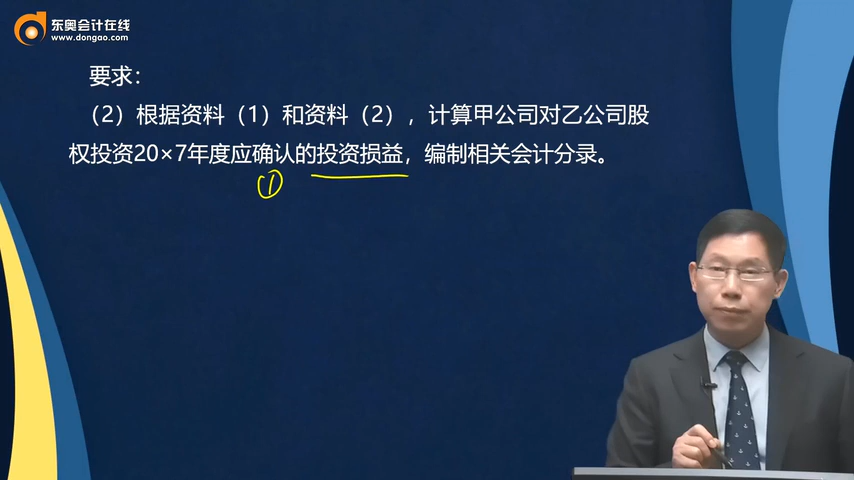 东奥会计在线
www.dongao.com
要求：
（2）根据资料（1）和资料（2），计算甲公司对乙公司股
权投资20×7年度应确认的投资损益，编制相关会计分录。
①